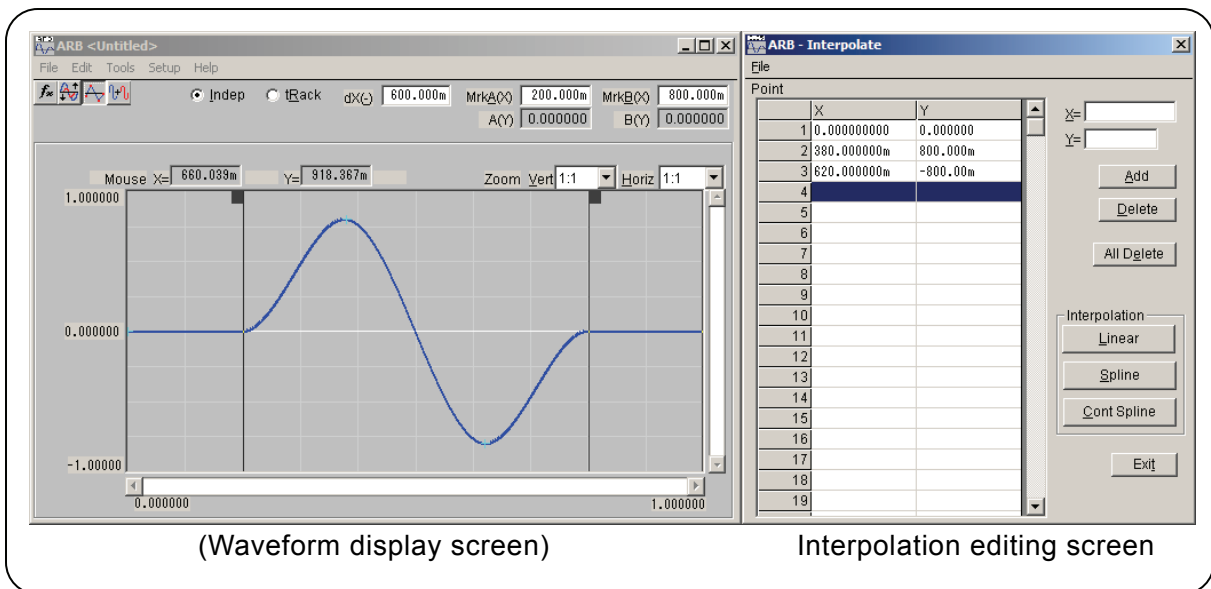 ARB <Untitled>
File Edit Tools Setup Help
Indep tRack dX(-) 600.000m MrkA(X) 200.000m MrkB(X) 800.000m
A(Y) 0.000000 B(Y) 0.000000
Mouse X= 660.039m Y= 918.367m Zoom Vert 1:1 Horiz 1:1
1.000000
0.000000
-1.00000
0.000000 1.000000
(Waveform display screen)
ARB - Interpolate
File
Point
X Y
1 0.000000000 0.000000
2 380.000000m 800.000m
3 620.000000m -800.00m
4
5
6
7
8
9
10
11
12
13
14
15
16
17
18
19
X=
Y=
Add
Delete
All Delete
Interpolation
Linear
Spline
Cont Spline
Exit
Interpolation editing screen